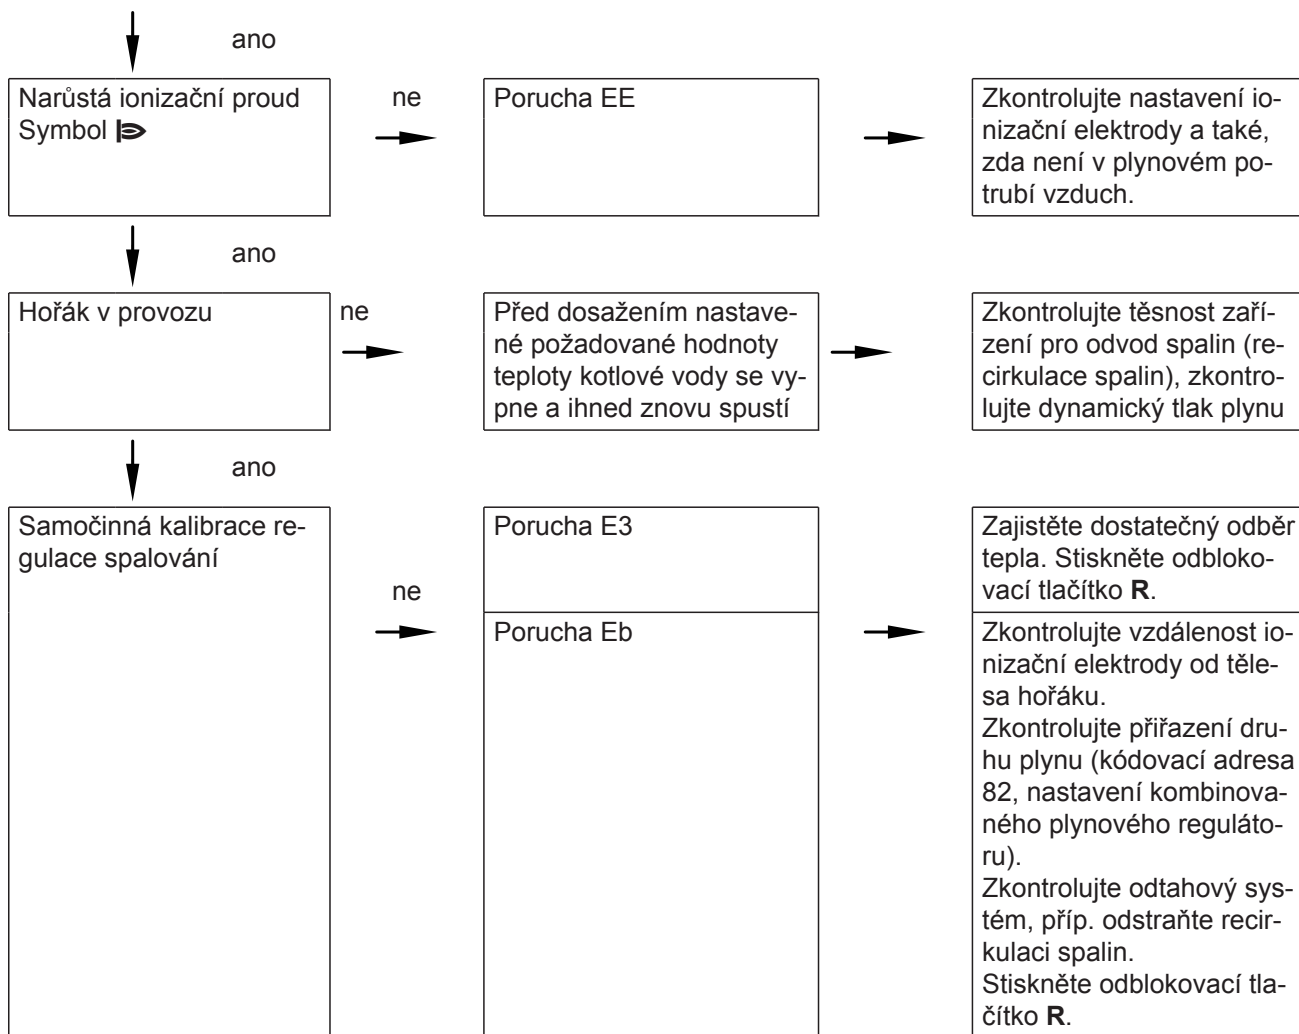 ano
Narůstá ionizační proud
Symbol
ne
Porucha EE
Zkontrolujte nastavení io-
nizační elektrody a také,
zda není v plynovém po-
trubí vzduch.
ano
Hořák v provozu
ne
Před dosažením nastave-
né požadované hodnoty
teploty kotlové vody se vy-
pne a ihned znovu spustí
Zkontrolujte těsnost zaří-
zení pro odvod spalin (re-
cirkulace spalin), zkontro-
lujte dynamický tlak plynu
ano
Samočinná kalibrace re-
gulace spalování
ne
Porucha E3
Zajistěte dostatečný odběr
tepla. Stiskněte odbloko-
vací tlačítko R.
Porucha Eb
Zkontrolujte vzdálenost io-
nizační elektrody od těle-
sa hořáku.
Zkontrolujte přiřazení dru-
hu plynu (kódovací adresa
82, nastavení kombinova-
ného plynového reguláto-
ru).
Zkontrolujte odtahový sys-
tém, příp. odstraňte recir-
kulaci spalin.
Stiskněte odblokovací tla-
čítko R.